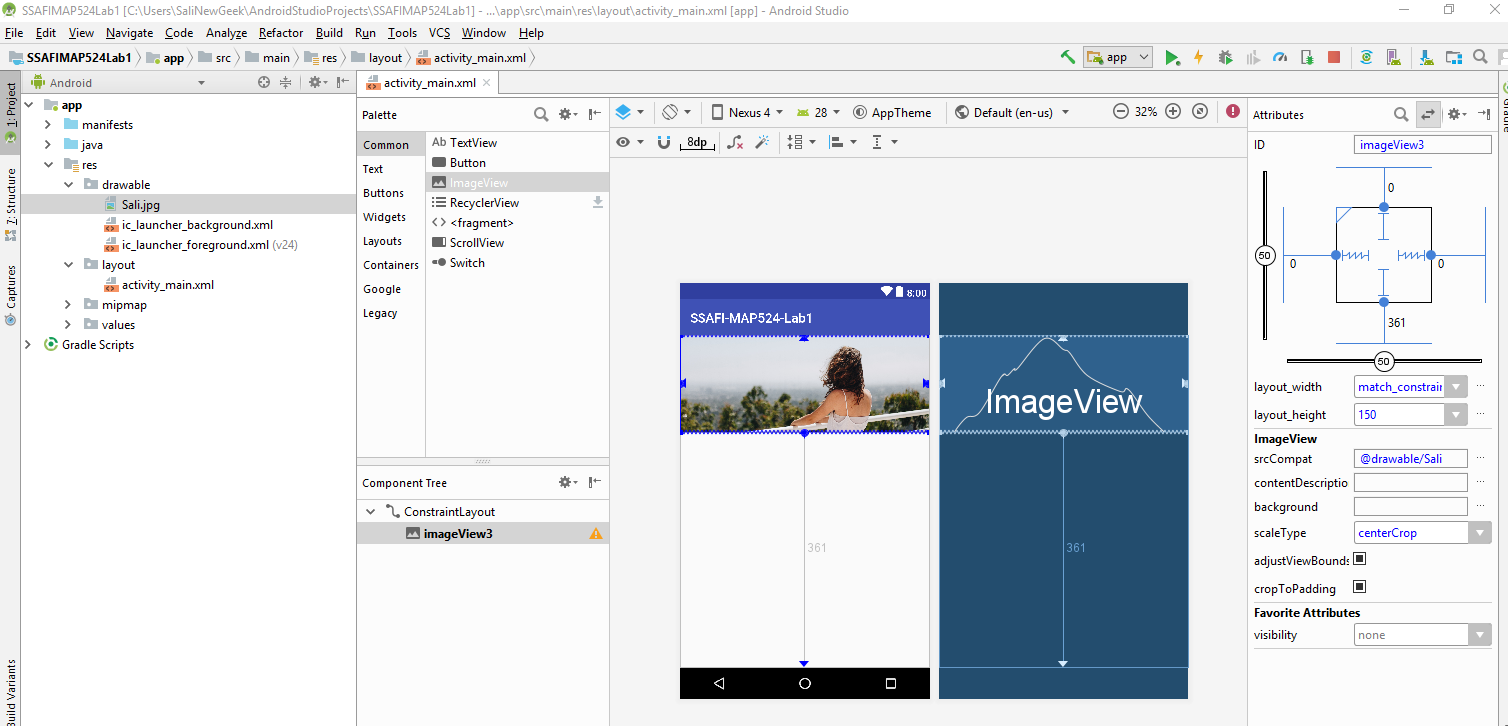 SSAFIMAP524Lab1 [C:\Users\SaliNewGeek\AndroidStudioProjects\SSAFIMAP524Lab1] - ...\app\src\main\res\layout\activity_main.xml [app] - Android Studio
File Edit View Navigate Code Analyze Refactor Build Run Tools VCS Window Help
SSAFIMAP524Lab1 app src main res layout activity_main.xml app
1: Project
Z: Structure
Captures
Build Variants
Android
app
manifests
java
res
drawable
Sali.jpg
ic_launcher_background.xml
ic_launcher_foreground.xml (v24)
layout
activity_main.xml
mipmap
values
Gradle Scripts
activity_main.xml
Palette
Common
Text
Buttons
Widgets
Layouts
Containers
Google
Legacy
Ab TextView
Button
ImageView
RecyclerView
<fragment>
ScrollView
Switch
Component Tree
ConstraintLayout
imageView3
Nexus 4 28 AppTheme Default (en-us) 32%
8dp
8:00
SSAFI-MAP524-Lab1
361
ImageView
361
Attributes
ID imageView3
0
50
0 0
361
50
layout_width match_constrain
layout_height 150
ImageView
srcCompat @drawable/Sali
contentDescriptio
background
scaleType centerCrop
adjustViewBounds
cropToPadding
Favorite Attributes
visibility none